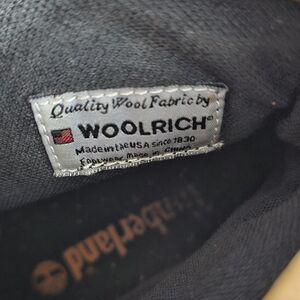 Quality Wool Fabric by
WOOLRICH®
Made in the USA since 1830
Footwear made in China
Timberland